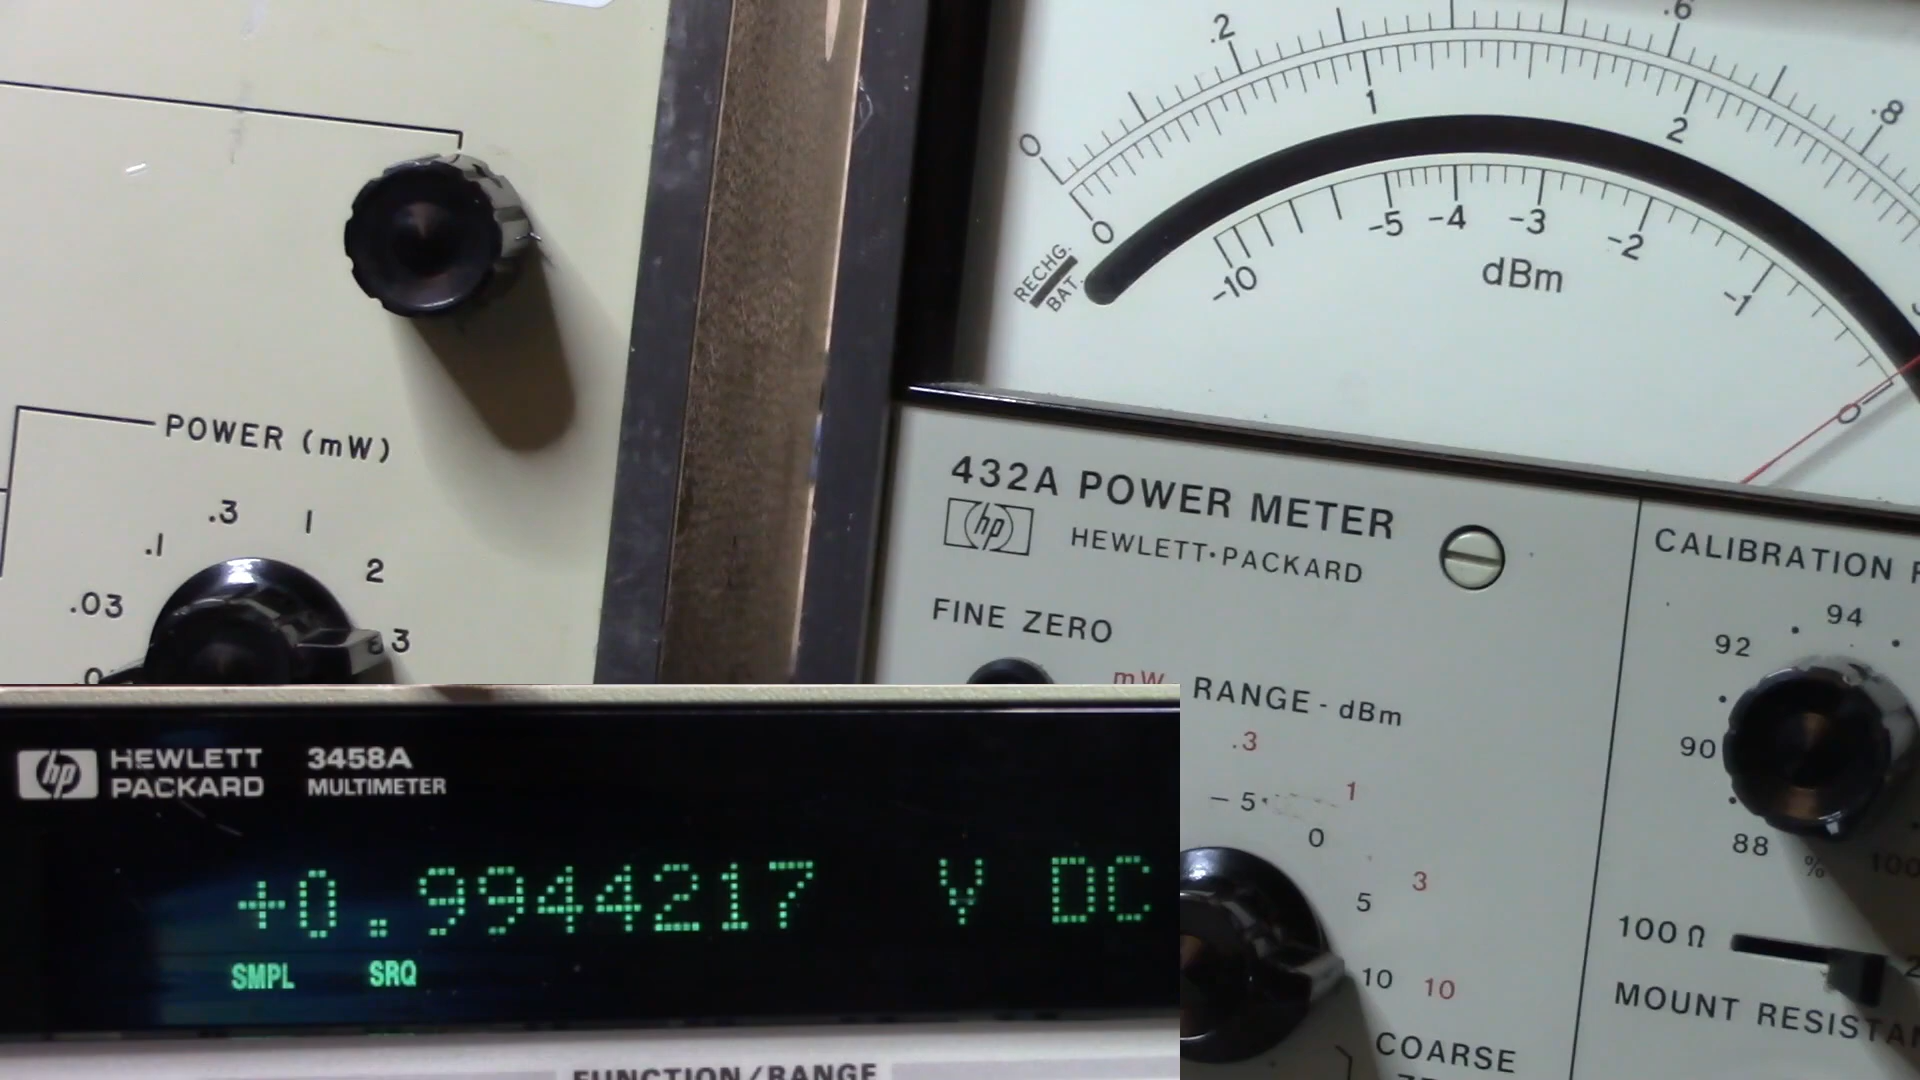 POWER (mW)
.03
.1
.3
1
2
3
0
.2
.6
.8
0
1
2
RECHG.
BAT.
-10
-5
-4
-3
-2
-1
0
dBm
432A POWER METER
hp
HEWLETT·PACKARD
FINE ZERO
mW
RANGE - dBm
.3
-5
1
0
3
5
10
10
COARSE
CALIBRATION
88
90
92
94
%
100
100 Ω
MOUNT
hp
HEWLETT
PACKARD
3458A
MULTIMETER
+0.9944217 V DC
SMPL
SRQ
FUNCTION/RANGE